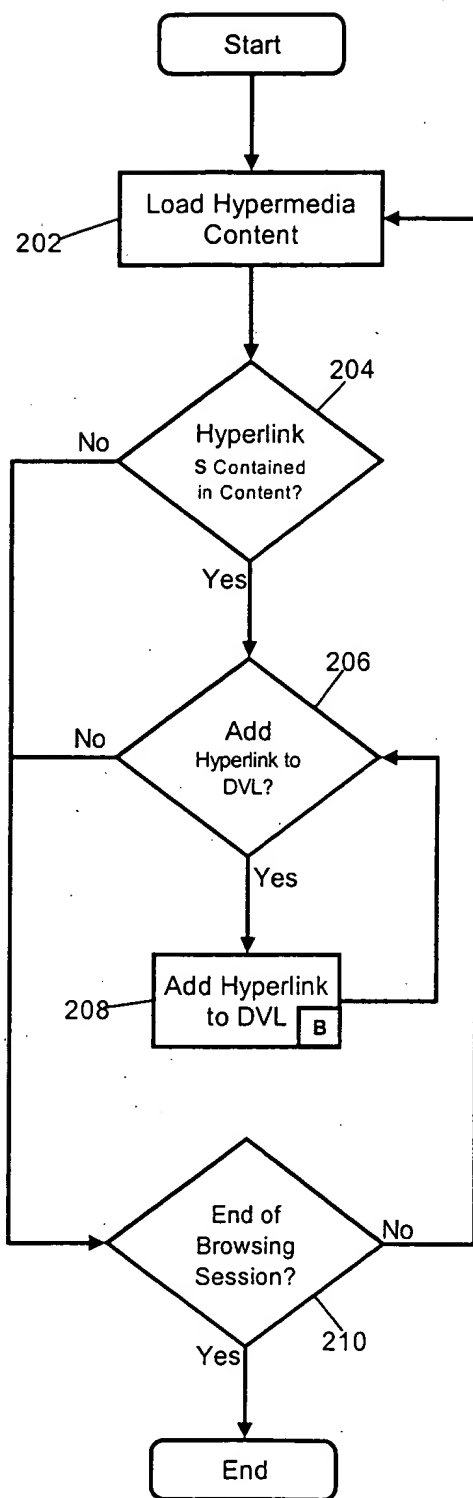 Start
Load Hypermedia
Content
202
204
Hyperlink
S Contained
in Content?
No
Yes
206
Add
Hyperlink to
DVL?
No
Yes
Add Hyperlink
to DVL
B
208
End of
Browsing
Session?
No
210
Yes
End